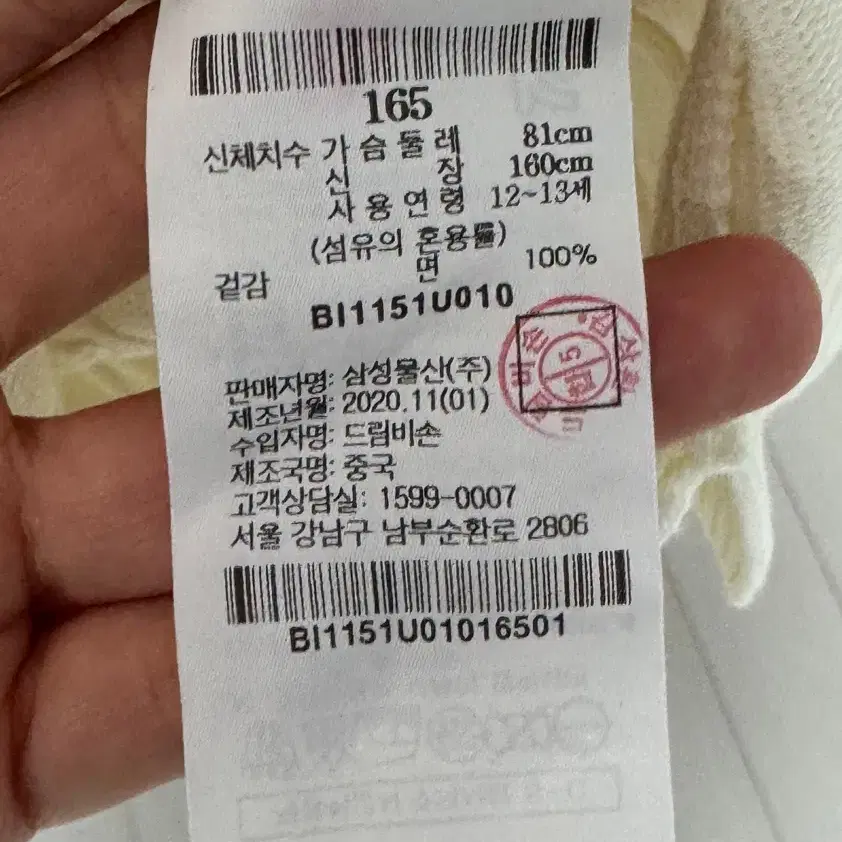 165
신체치수 가슴둘레 81cm
신장 160cm
사용연령 12~13세
(섬유의 혼용률)
겉감 면 100%
BI1151U010
판매자명: 삼성물산(주)
제조년월: 2020.11(01)
수입자명: 드림비손
제조국명: 중국
고객상담실: 1599-0007
서울 강남구 남부순환로 2806
BI1151U01016501